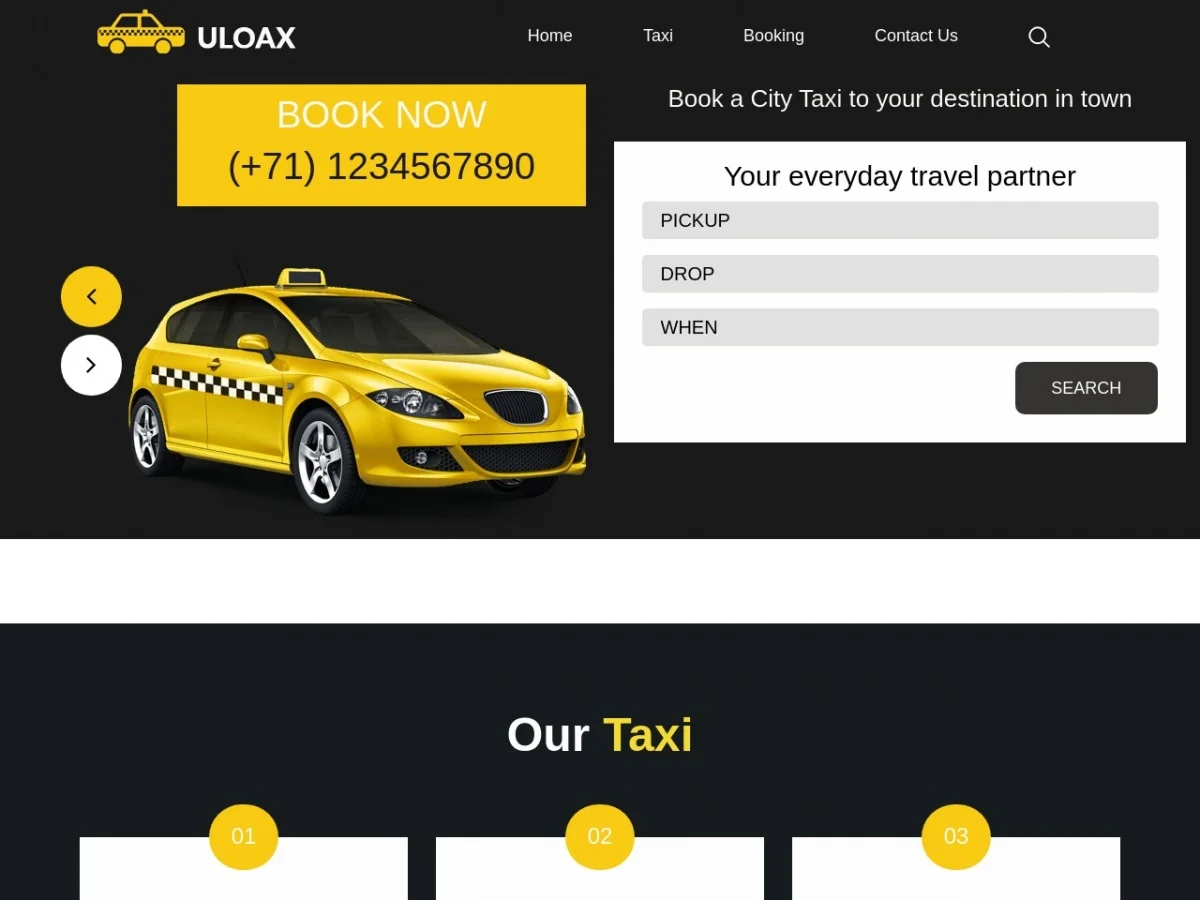 ULOAX
Home
Taxi
Booking
Contact Us
BOOK NOW
(+71) 1234567890
Book a City Taxi to your destination in town
Your everyday travel partner
PICKUP
DROP
WHEN
SEARCH
Our Taxi
01
02
03